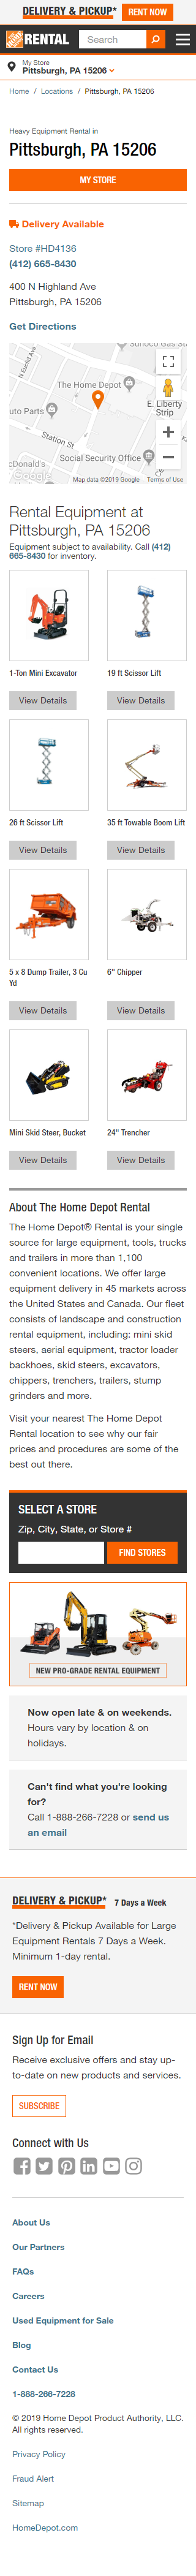 DELIVERY & PICKUP* RENT NOW
RENTAL Search
My Store
Pittsburgh, PA 15206
Home / Locations / Pittsburgh, PA 15206
Heavy Equipment Rental in
Pittsburgh, PA 15206
MY STORE
Delivery Available
Store #HD4136
(412) 665-8430
400 N Highland Ave
Pittsburgh, PA 15206
Get Directions
Sunoco Gas St
N Euclid Ave
The Home Depot
uto Parts
E. Liberty
Strip
Station St
Social Security Office
cDonald's
Google Map data ©2019 Google Terms of Use
Rental Equipment at
Pittsburgh, PA 15206
Equipment subject to availability. Call (412)
665-8430 for inventory.
1-Ton Mini Excavator
19 ft Scissor Lift
View Details
View Details
26 ft Scissor Lift
35 ft Towable Boom Lift
View Details
View Details
5 x 8 Dump Trailer, 3 Cu
Yd
6" Chipper
View Details
View Details
Mini Skid Steer, Bucket
24" Trencher
View Details
View Details
About The Home Depot Rental
The Home Depot® Rental is your single
source for large equipment, tools, trucks
and trailers in more than 1,100
convenient locations. We offer large
equipment delivery in 45 markets across
the United States and Canada. Our fleet
consists of landscape and construction
rental equipment, including: mini skid
steers, aerial equipment, tractor loader
backhoes, skid steers, excavators,
chippers, trenchers, trailers, stump
grinders and more.
Visit your nearest The Home Depot
Rental location to see why our fair
prices and procedures are some of the
best out there.
SELECT A STORE
Zip, City, State, or Store #
FIND STORES
NEW PRO-GRADE RENTAL EQUIPMENT
Now open late & on weekends.
Hours vary by location & on
holidays.
Can't find what you're looking
for?
Call 1-888-266-7228 or send us
an email
DELIVERY & PICKUP* 7 Days a Week
*Delivery & Pickup Available for Large
Equipment Rentals 7 Days a Week.
Minimum 1-day rental.
RENT NOW
Sign Up for Email
Receive exclusive offers and stay up-
to-date on new products and services.
SUBSCRIBE
Connect with Us
About Us
Our Partners
FAQs
Careers
Used Equipment for Sale
Blog
Contact Us
1-888-266-7228
© 2019 Home Depot Product Authority, LLC.
All rights reserved.
Privacy Policy
Fraud Alert
Sitemap
HomeDepot.com